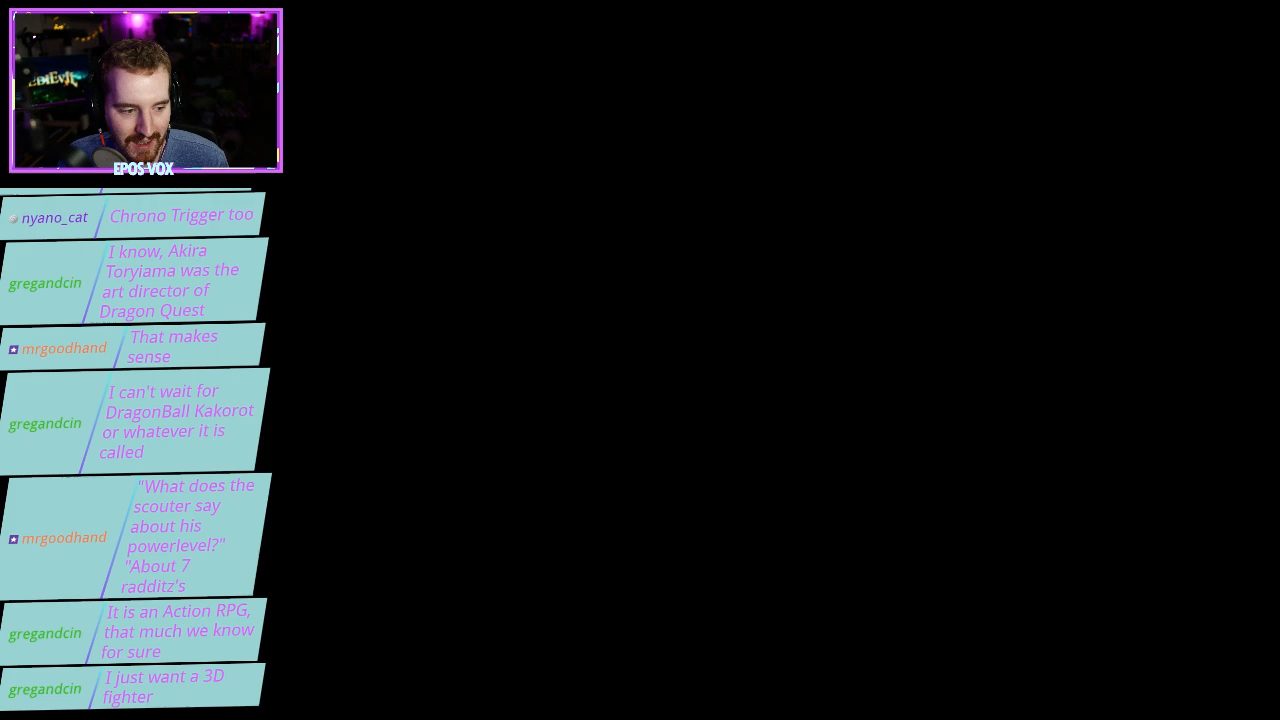 EDIEVIL
EPOS VOX
nyano_cat
Chrono Trigger too
gregandcin
I know, Akira
Toryiama was the
art director of
Dragon Quest
mrgoodhand
That makes
sense
gregandcin
I can't wait for
DragonBall Kakorot
or whatever it is
called
mrgoodhand
"What does the
scouter say
about his
powerlevel?"
"About 7
radditz's
gregandcin
It is an Action RPG,
that much we know
for sure
gregandcin
I just want a 3D
fighter